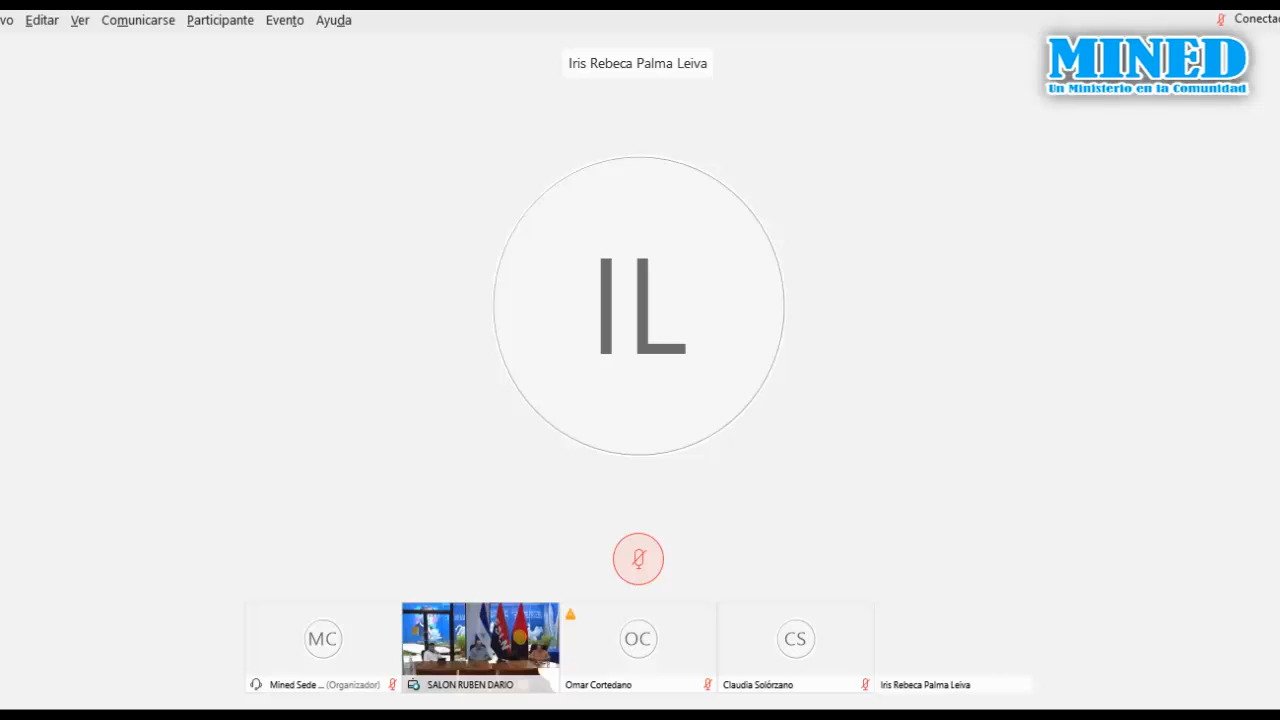 vo Editar Ver Comunicarse Participante Evento Ayuda
Conectad
MINED
Un Ministerio en la Comunidad
Iris Rebeca Palma Leiva
IL
MC
OC
CS
Mined Sede ... (Organizador)
SALON RUBEN DARIO
Omar Cortedano
Claudia Solórzano
Iris Rebeca Palma Leiva